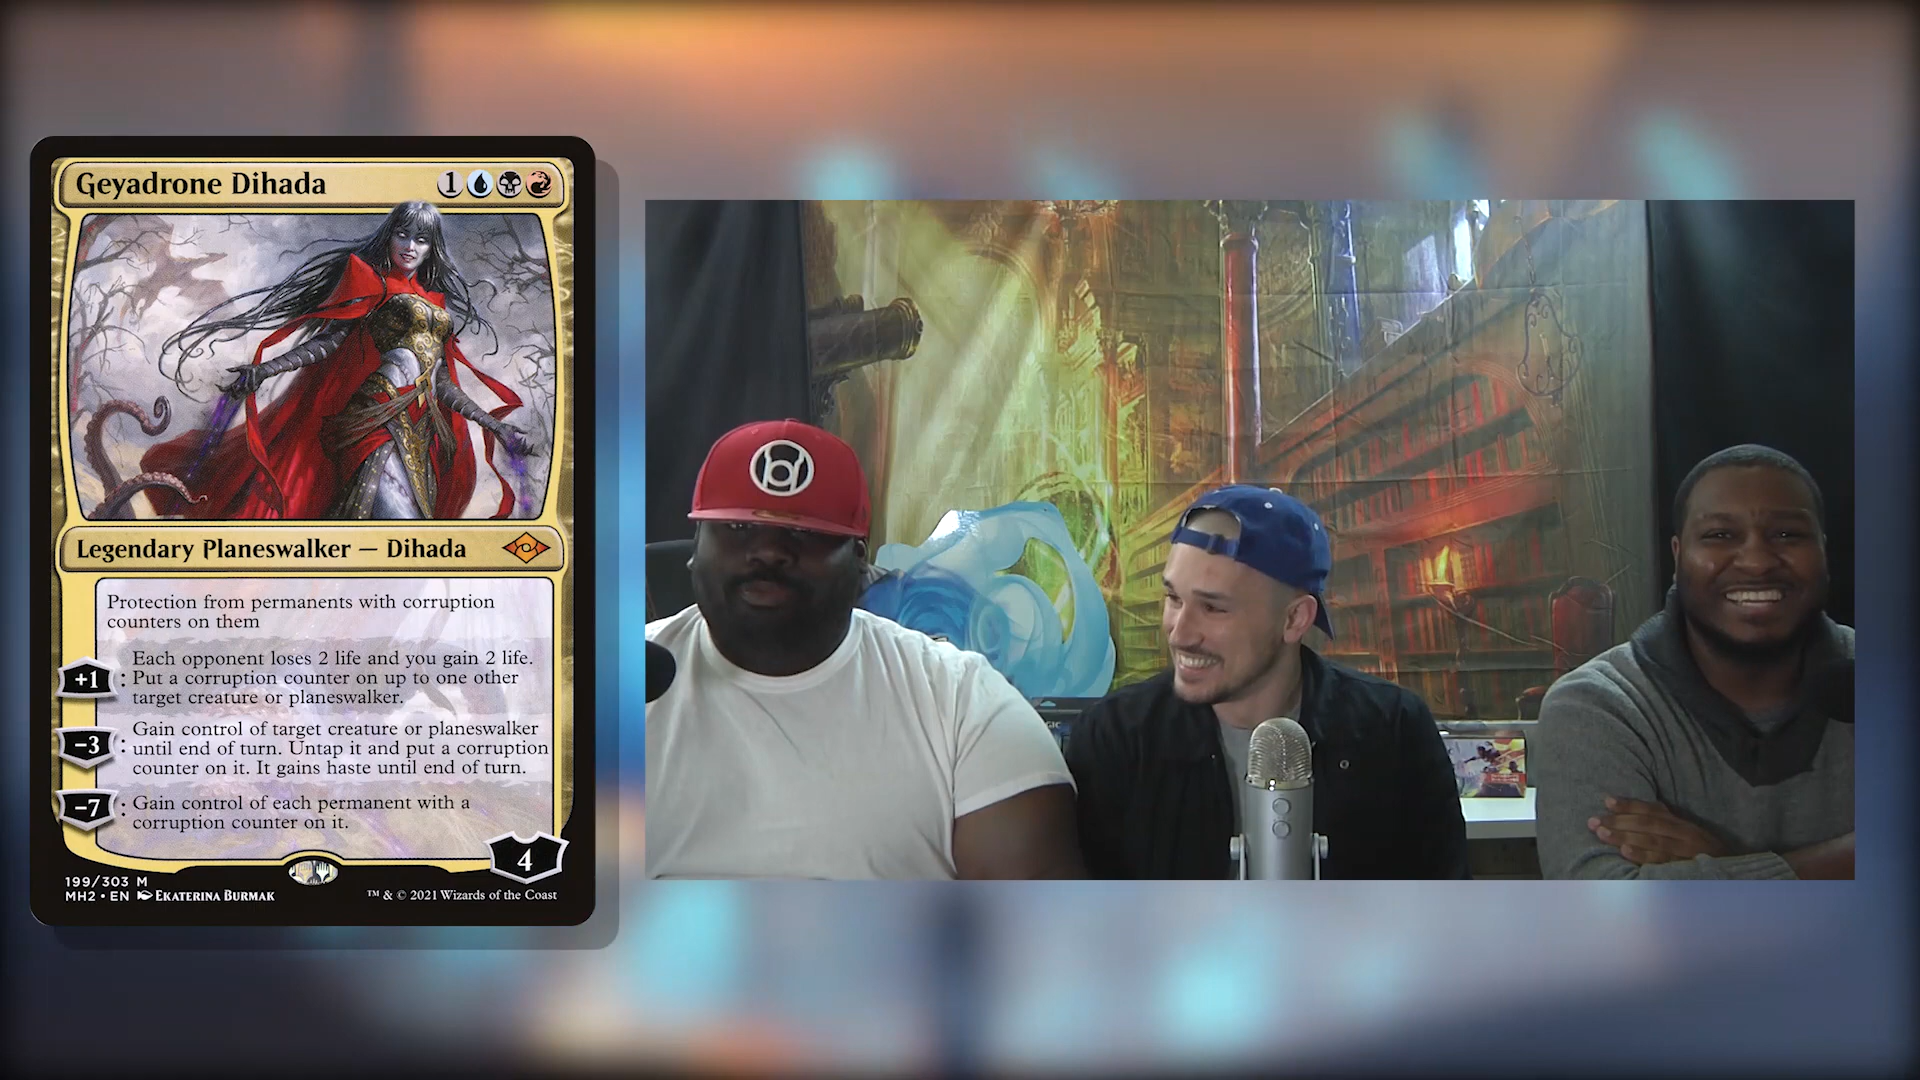 Geyadrone Dihada
1
Legendary Planeswalker — Dihada
Protection from permanents with corruption
counters on them
Each opponent loses 2 life and you gain 2 life.
+1 : Put a corruption counter on up to one other
target creature or planeswalker.
Gain control of target creature or planeswalker
−3 : until end of turn. Untap it and put a corruption
counter on it. It gains haste until end of turn.
−7 : Gain control of each permanent with a
corruption counter on it.
4
199/303 M
MH2 • EN EKATERINA BURMAK
™ & © 2021 Wizards of the Coast